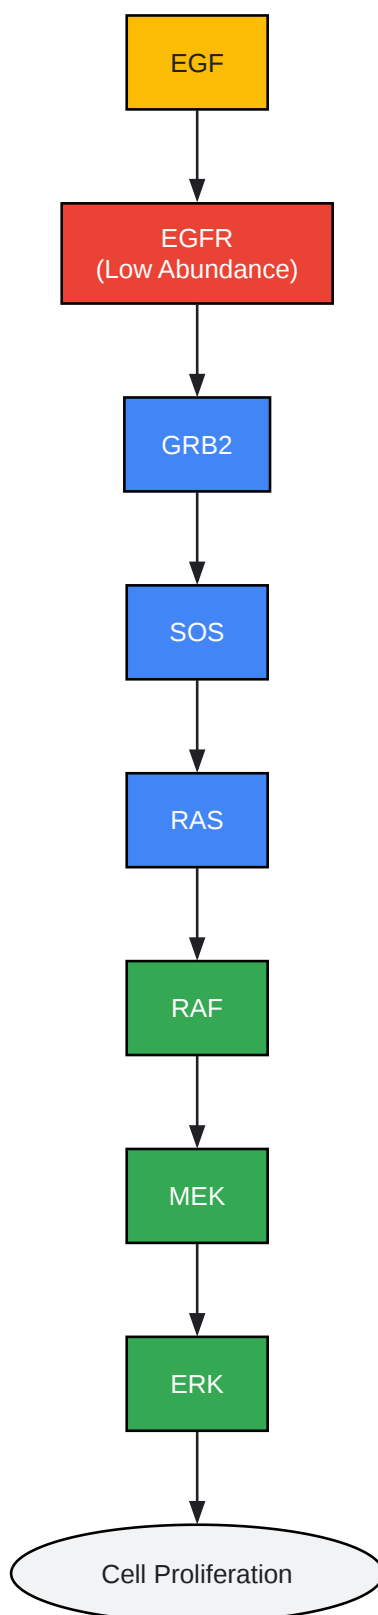 EGF
EGFR
(Low Abundance)
GRB2
SOS
RAS
RAF
MEK
ERK
Cell Proliferation